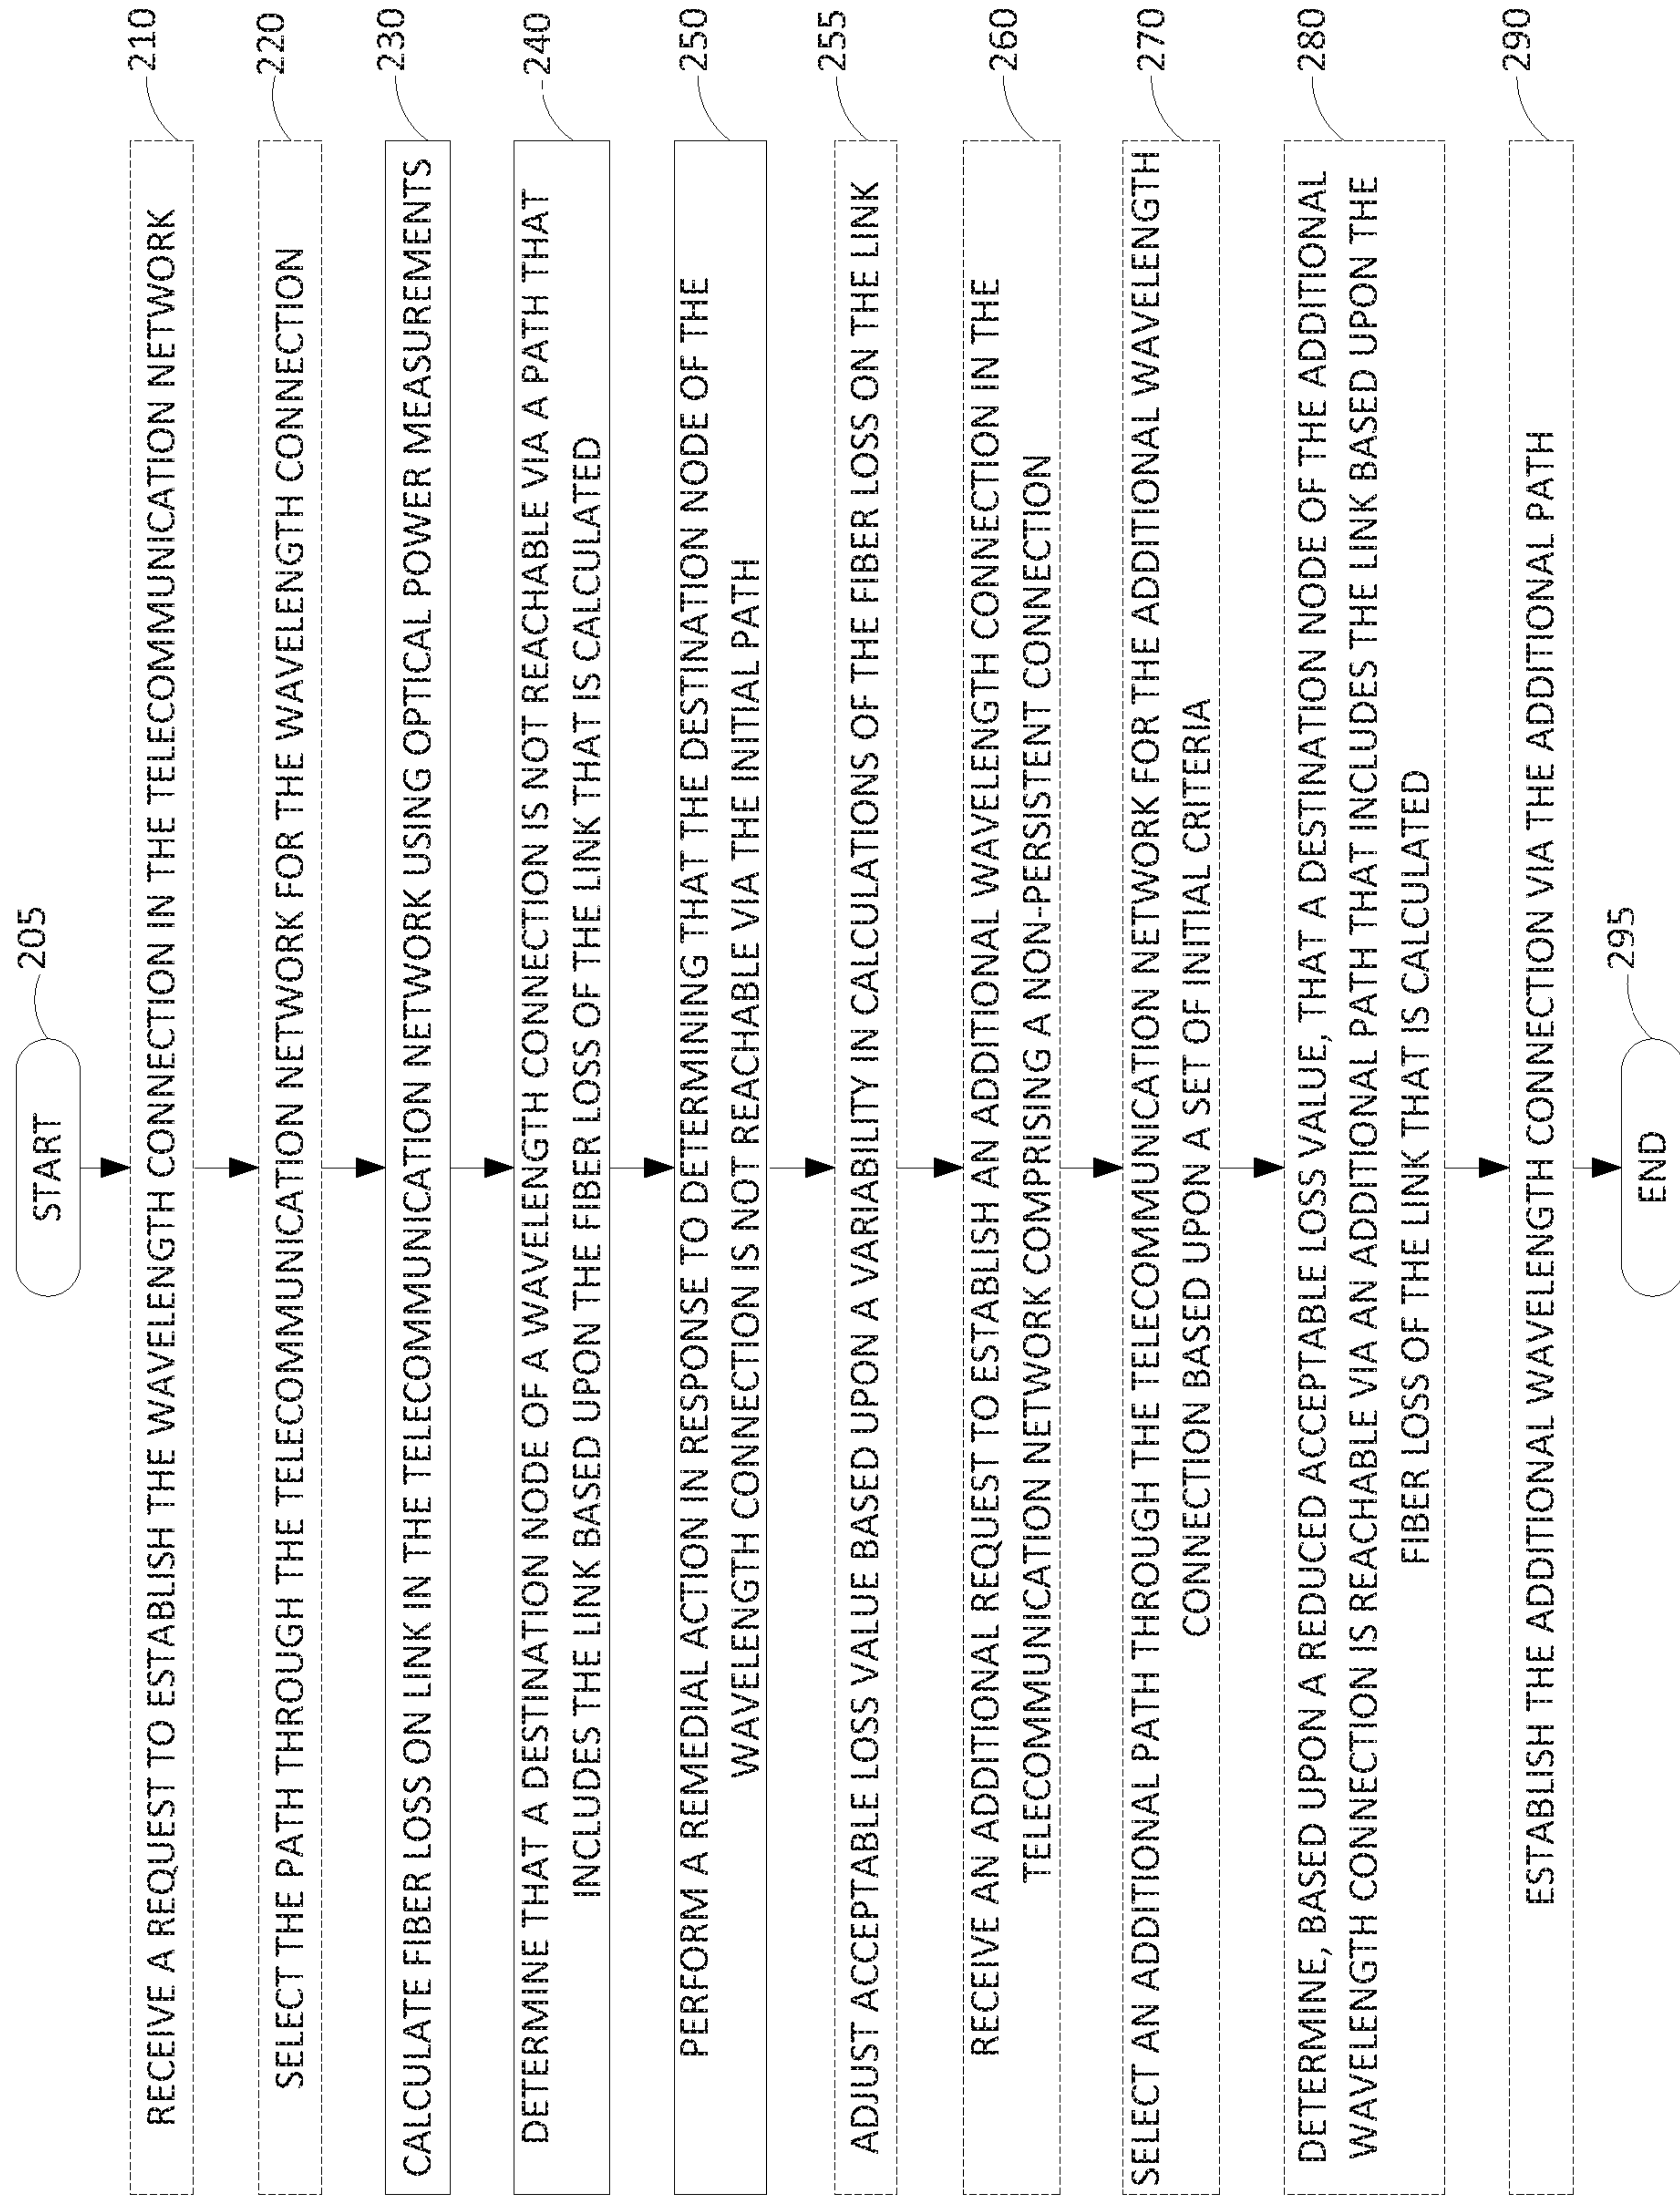 START
205
RECEIVE A REQUEST TO ESTABLISH THE WAVELENGTH CONNECTION IN THE TELECOMMUNICATION NETWORK
210
SELECT THE PATH THROUGH THE TELECOMMUNICATION NETWORK FOR THE WAVELENGTH CONNECTION
220
CALCULATE FIBER LOSS ON LINK IN THE TELECOMMUNICATION NETWORK USING OPTICAL POWER MEASUREMENTS
230
DETERMINE THAT A DESTINATION NODE OF A WAVELENGTH CONNECTION IS NOT REACHABLE VIA A PATH THAT
INCLUDES THE LINK BASED UPON THE FIBER LOSS OF THE LINK THAT IS CALCULATED
240
PERFORM A REMEDIAL ACTION IN RESPONSE TO DETERMINING THAT THE DESTINATION NODE OF THE
WAVELENGTH CONNECTION IS NOT REACHABLE VIA THE INITIAL PATH
250
ADJUST ACCEPTABLE LOSS VALUE BASED UPON A VARIABILITY IN CALCULATIONS OF THE FIBER LOSS ON THE LINK
255
RECEIVE AN ADDITIONAL REQUEST TO ESTABLISH AN ADDITIONAL WAVELENGTH CONNECTION IN THE
TELECOMMUNICATION NETWORK COMPRISING A NON-PERSISTENT CONNECTION
260
SELECT AN ADDITIONAL PATH THROUGH THE TELECOMMUNICATION NETWORK FOR THE ADDITIONAL WAVELENGTH
CONNECTION BASED UPON A SET OF INITIAL CRITERIA
270
DETERMINE, BASED UPON A REDUCED ACCEPTABLE LOSS VALUE, THAT A DESTINATION NODE OF THE ADDITIONAL
WAVELENGTH CONNECTION IS REACHABLE VIA AN ADDITIONAL PATH THAT INCLUDES THE LINK BASED UPON THE
FIBER LOSS OF THE LINK THAT IS CALCULATED
280
ESTABLISH THE ADDITIONAL WAVELENGTH CONNECTION VIA THE ADDITIONAL PATH
290
END
295